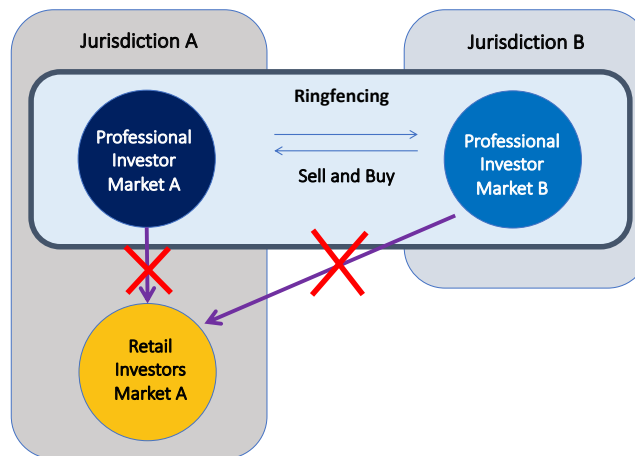 Jurisdiction A
Jurisdiction B
Ringfencing
Professional
Investor
Market A
Professional
Investor
Market B
Sell and Buy
Retail
Investors
Market A